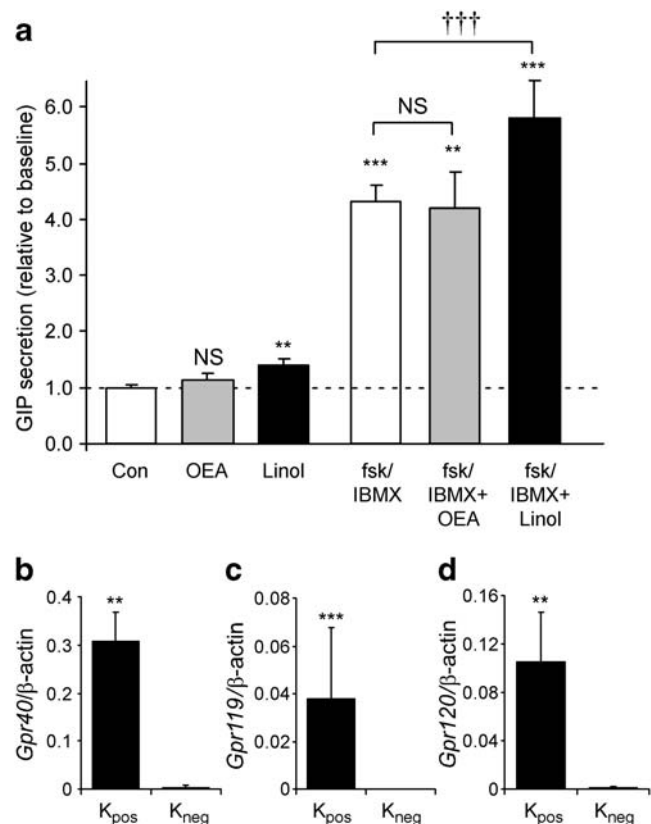 a
†††
***
NS
***
**
GIP secretion (relative to baseline)
6.0
5.0
4.0
2.0
1.0
0.0
NS
**
Con
OEA
Linol
fsk/
IBMX
fsk/
IBMX+
OEA
fsk/
IBMX+
Linol
b
Gpr40/β-actin
0.4
0.3
0.2
0.1
0
**
Kpos
Kneg
c
Gpr119/β-actin
0.08
0.06
0.04
0.02
0.00
***
Kpos
Kneg
d
Gpr120/β-actin
0.16
0.12
0.08
0.04
0
**
Kpos
Kneg